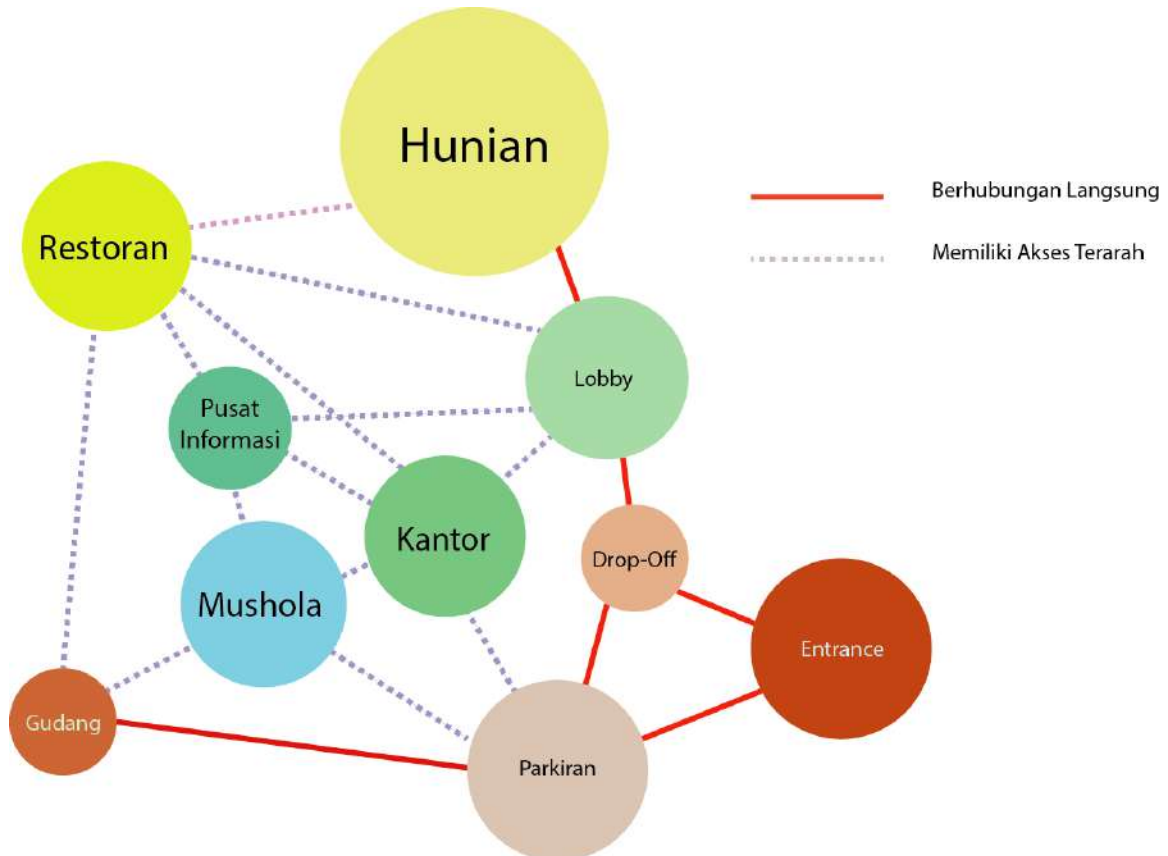 Hunian
Berhubungan Langsung
Restoran
Memiliki Akses Terarah
Lobby
Pusat
Informasi
Kantor
Drop-Off
Mushola
Entrance
Gudang
Parkiran